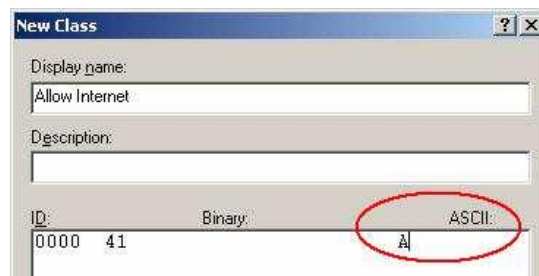 New Class
Display name:
Allow Internet
Description:
ID: Binary: ASCII:
0000 41 A